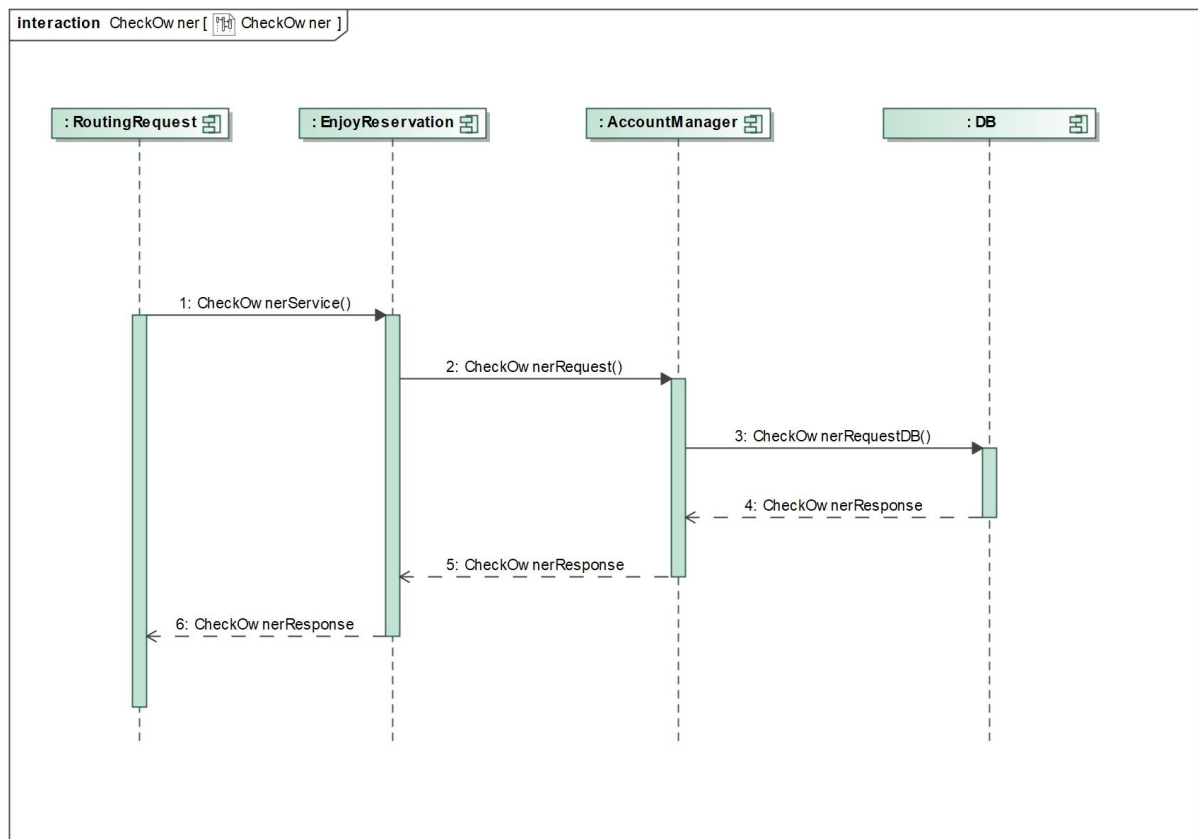 interaction CheckOwner [ CheckOwner ]
: RoutingRequest
: EnjoyReservation
: AccountManager
: DB
1: CheckOwnerService()
2: CheckOwnerRequest()
3: CheckOwnerRequestDB()
4: CheckOwnerResponse
5: CheckOwnerResponse
6: CheckOwnerResponse